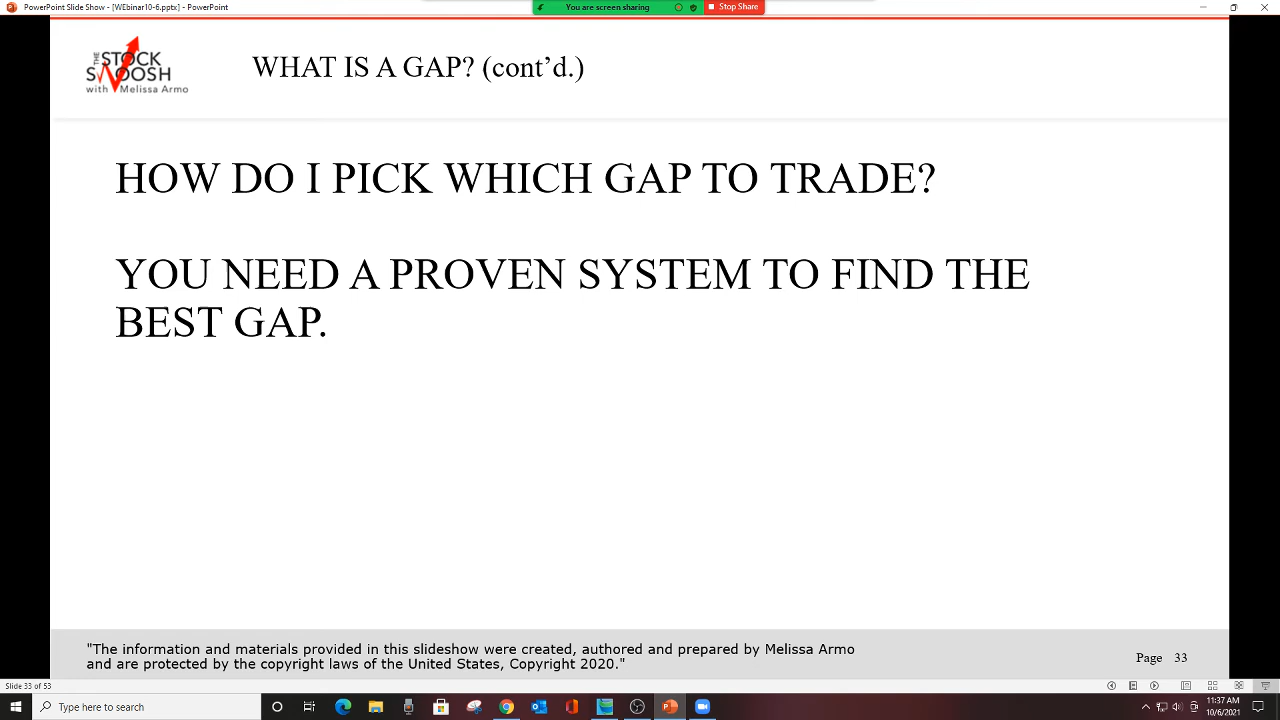 PowerPoint Slide Show - [WEbinar10-6.pptx] - PowerPoint
You are screen sharing
Stop Share
THE STOCK
SWOOSH
with Melissa Armo
WHAT IS A GAP? (cont’d.)
HOW DO I PICK WHICH GAP TO TRADE?
YOU NEED A PROVEN SYSTEM TO FIND THE
BEST GAP.
"The information and materials provided in this slideshow were created, authored and prepared by Melissa Armo
and are protected by the copyright laws of the United States, Copyright 2020."
Page 33
Slide 33 of 53
Type here to search
11:37 AM
10/6/2021